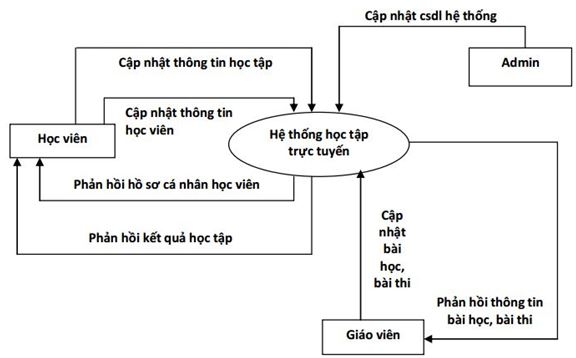 Cập nhật csdl hệ thống
Admin
Cập nhật thông tin học tập
Cập nhật thông tin
học viên
Học viên
Hệ thống học tập
trực tuyến
Phản hồi hồ sơ cá nhân học viên
Phản hồi kết quả học tập
Cập
nhật
bài
học,
bài thi
Phản hồi thông tin
bài học, bài thi
Giáo viên